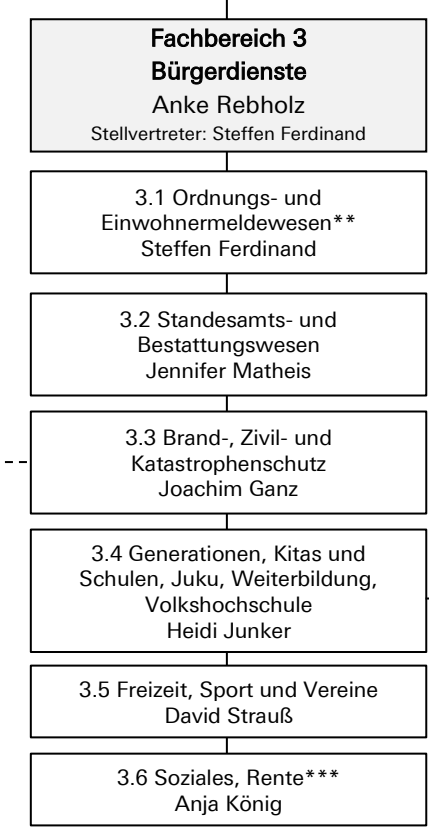 Fachbereich 3
Bürgerdienste
Anke Rebholz
Stellvertreter: Steffen Ferdinand
3.1 Ordnungs- und
Einwohnermeldewesen**
Steffen Ferdinand
3.2 Standesamts- und
Bestattungswesen
Jennifer Matheis
3.3 Brand-, Zivil- und
Katastrophenschutz
Joachim Ganz
3.4 Generationen, Kitas und
Schulen, Juku, Weiterbildung,
Volkshochschule
Heidi Junker
3.5 Freizeit, Sport und Vereine
David Strauß
3.6 Soziales, Rente***
Anja König